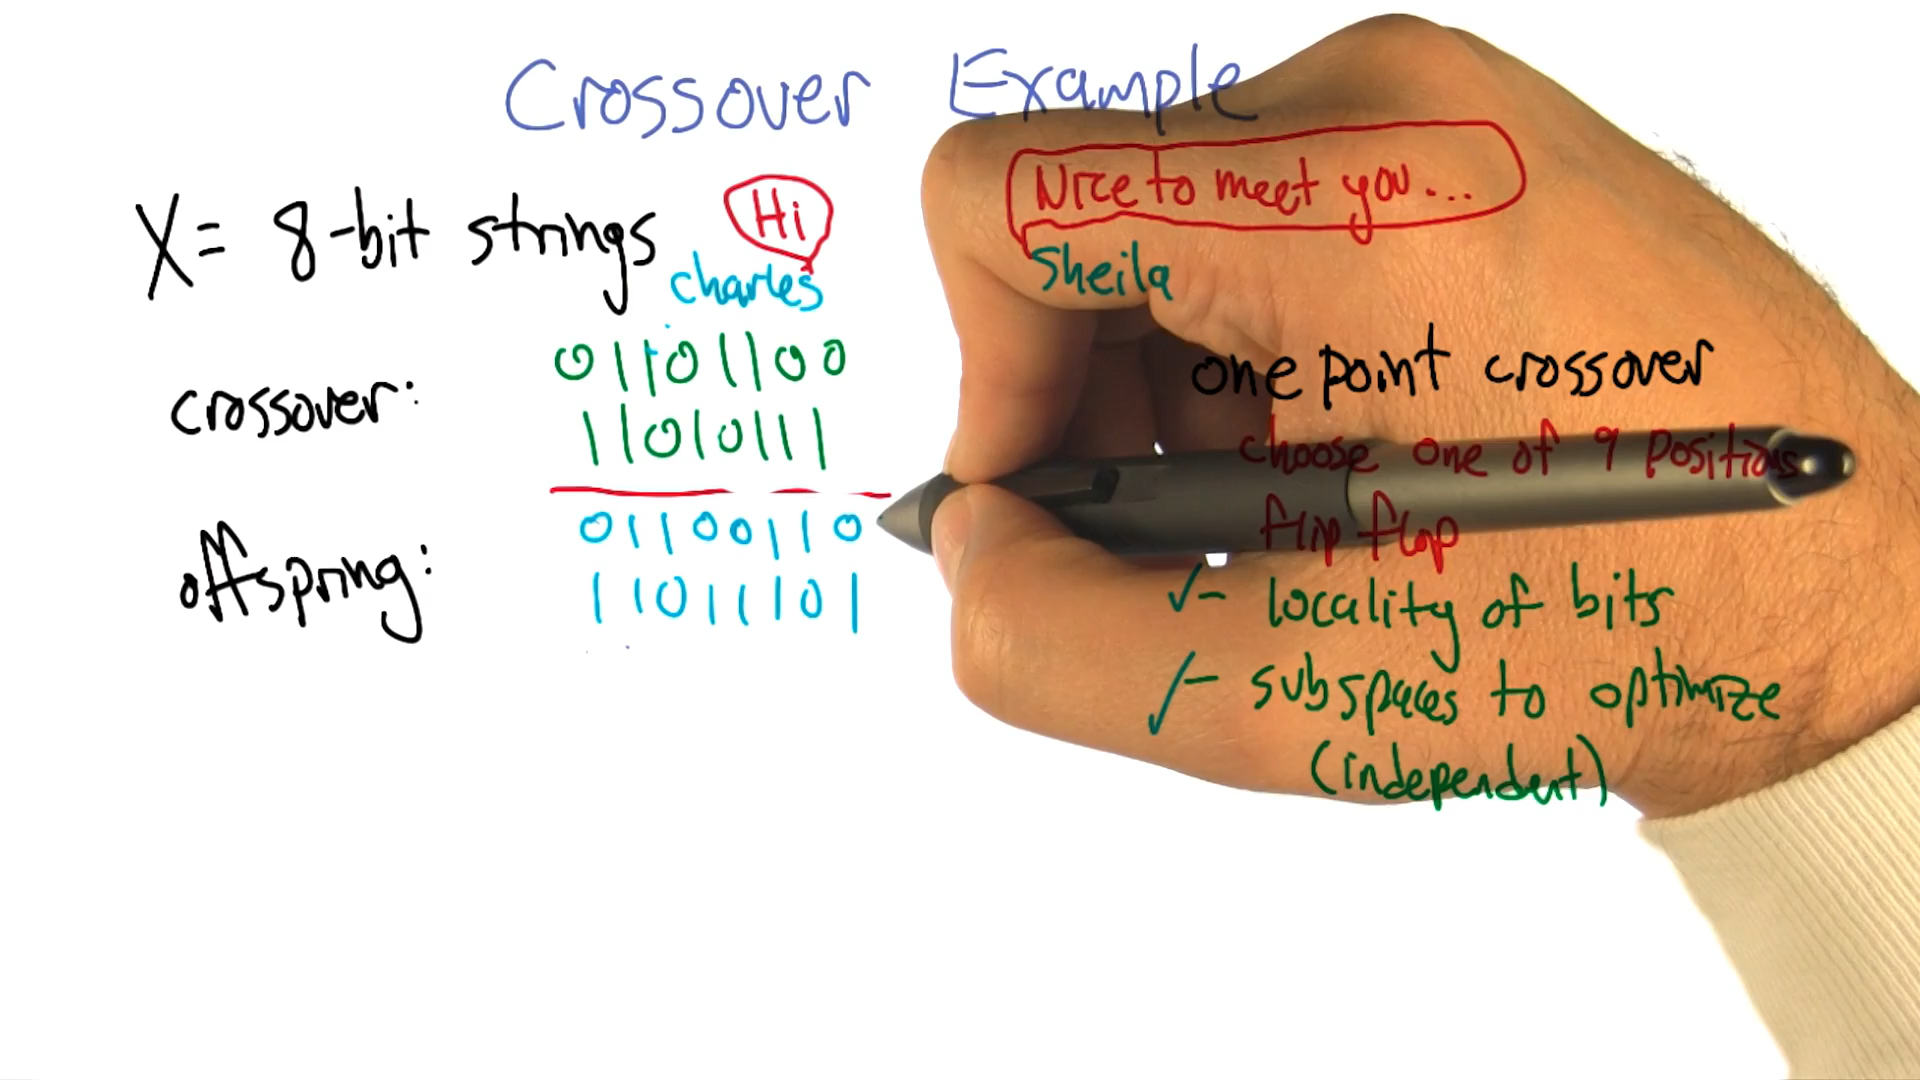 Crossover Example
Hi
Nice to meet you...
X= 8-bit strings
charles
Sheila
crossover:
01101100
11010111
one point crossover
choose one of 9 positions
flip flop
offspring:
01100110
11011101
✓- locality of bits
✓- subspaces to optimize
(independent)